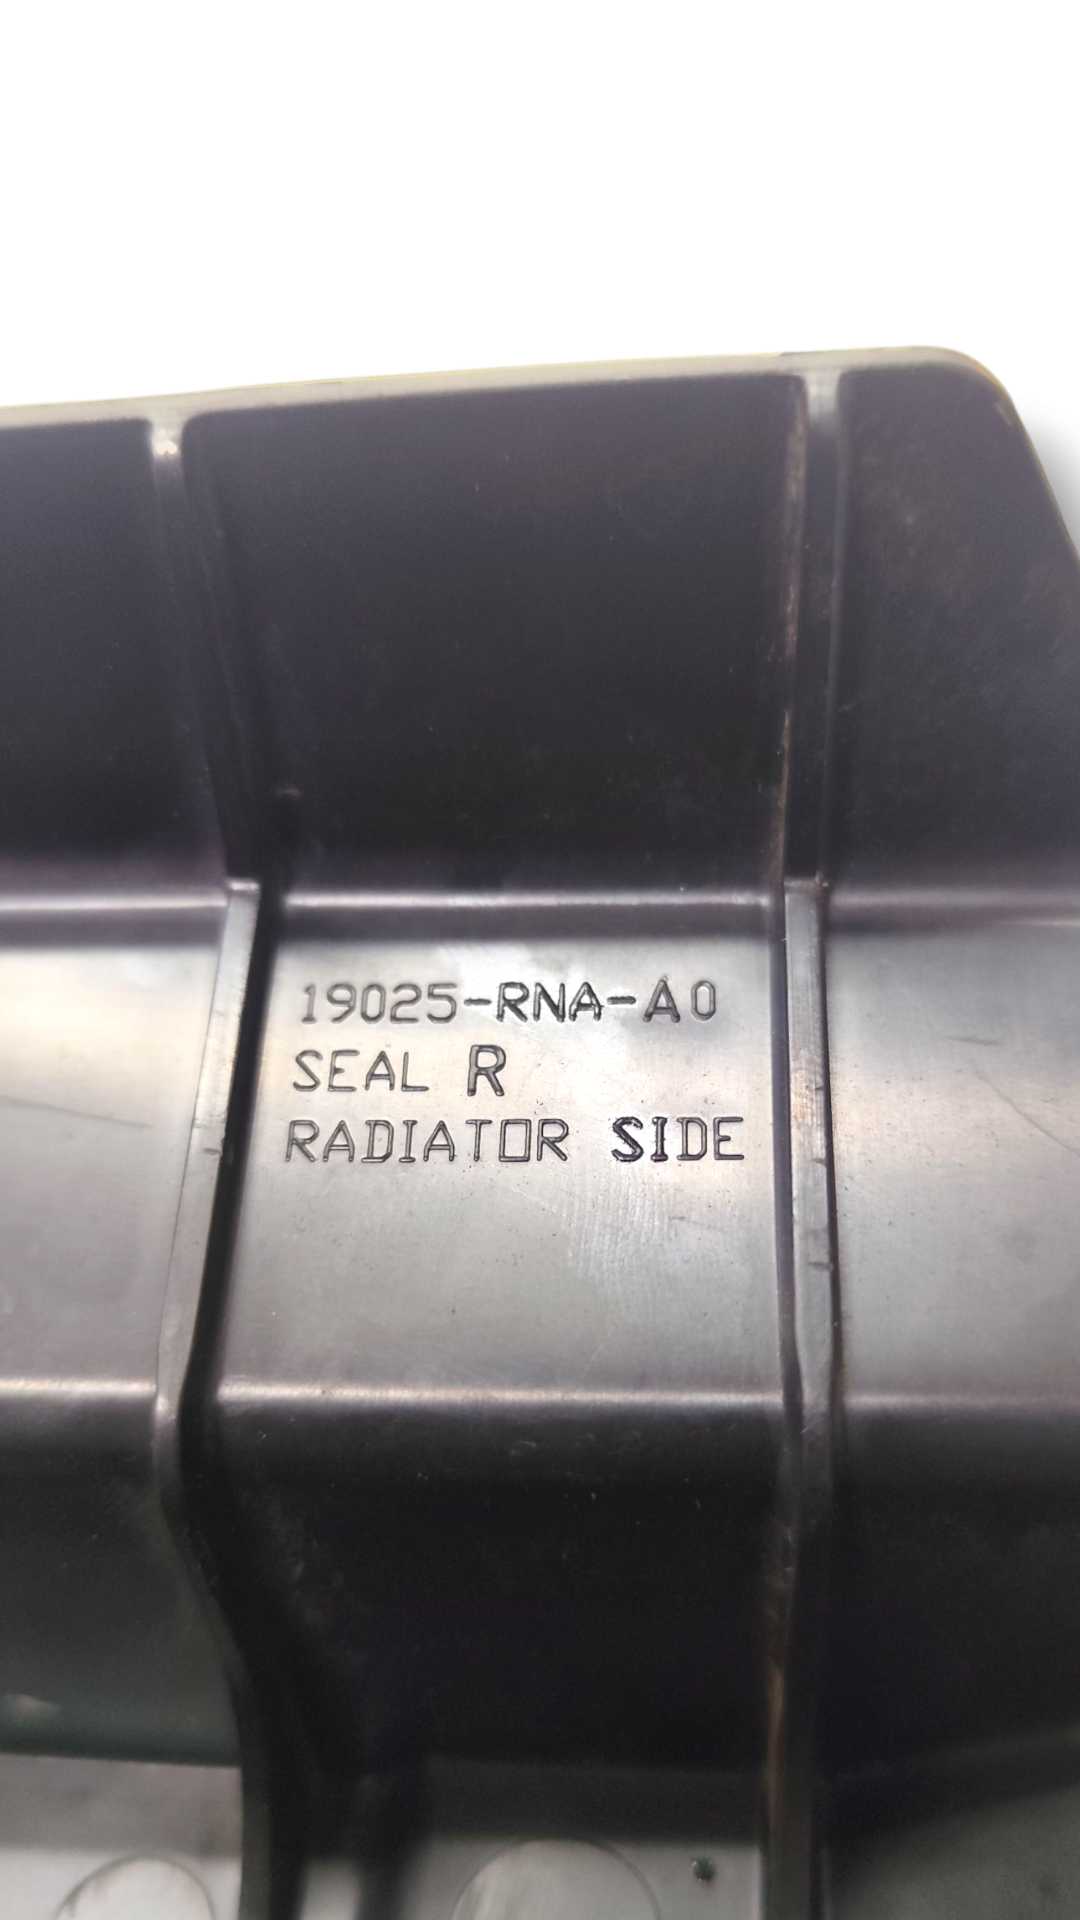 19025-RNA-A0
SEAL R
RADIATOR SIDE